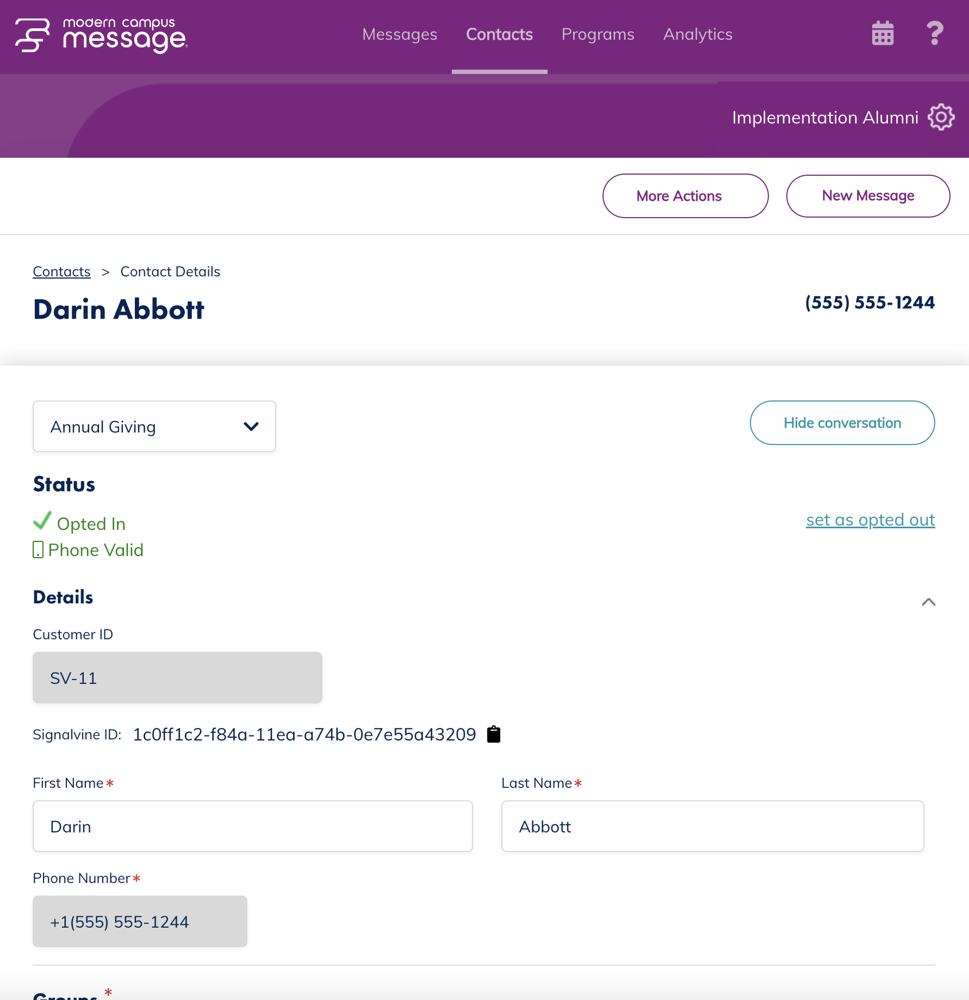 modern campus
message
Messages Contacts Programs Analytics
Implementation Alumni
More Actions New Message
Contacts > Contact Details
Darin Abbott (555) 555-1244
Annual Giving Hide conversation
Status
Opted In set as opted out
Phone Valid
Details
Customer ID
SV-11
Signalvine ID: 1c0ff1c2-f84a-11ea-a74b-0e7e55a43209
First Name* Last Name*
Darin Abbott
Phone Number*
+1(555) 555-1244
Groups *